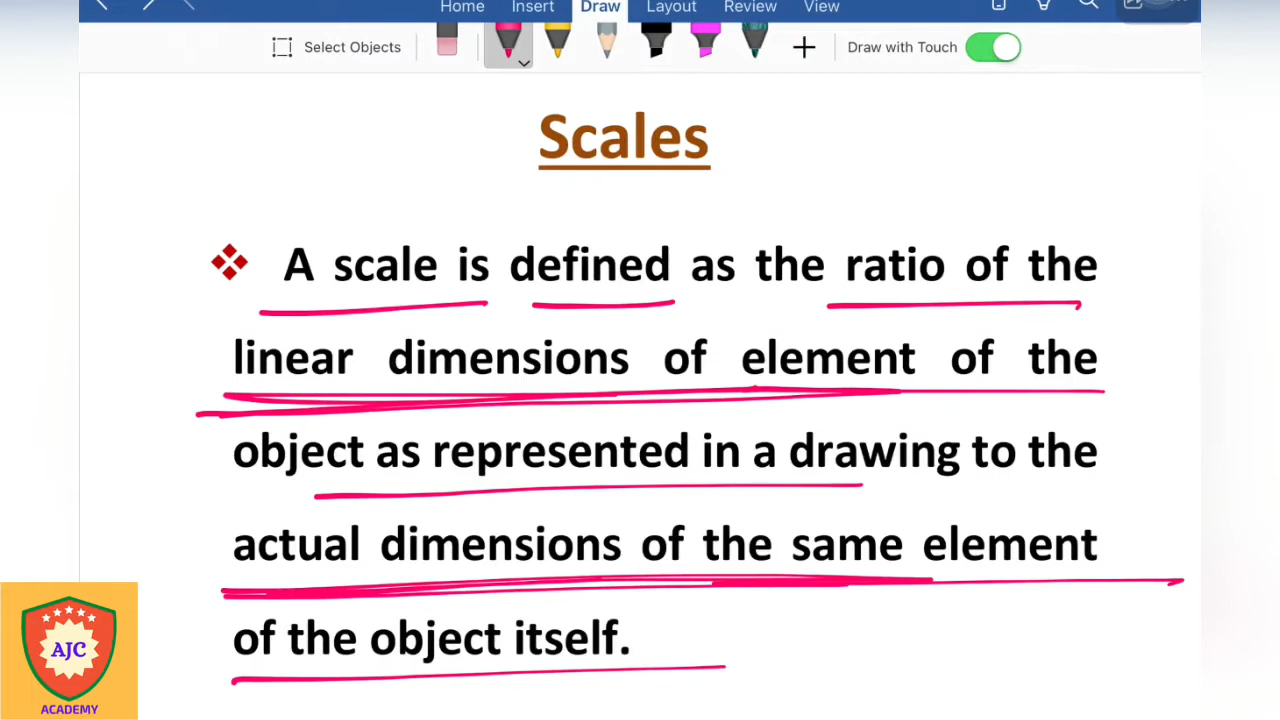 Home Insert Draw Layout Review View
Select Objects Draw with Touch
Scales
A scale is defined as the ratio of the
linear dimensions of element of the
object as represented in a drawing to the
actual dimensions of the same element
of the object itself.
AJC
ACADEMY